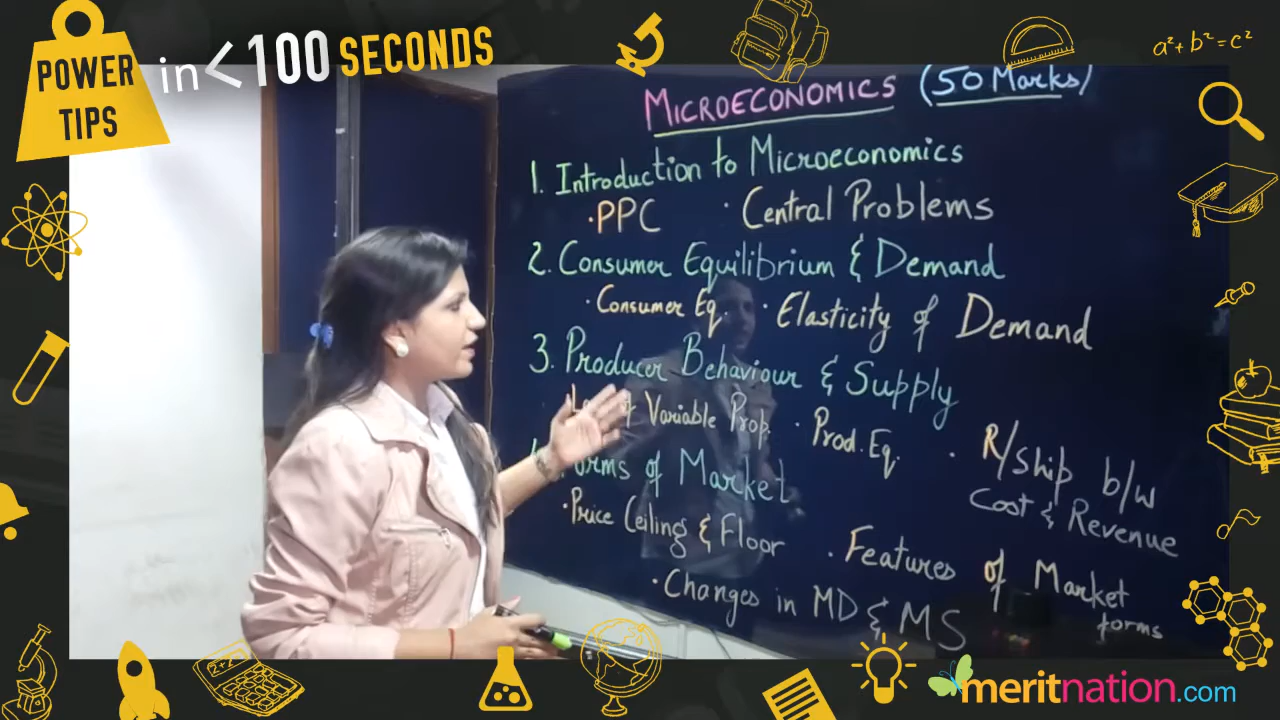 POWER TIPS in <100 SECONDS
a²+b²=c²
MICROECONOMICS (50 Marks)
1. Introduction to Microeconomics
· PPC · Central Problems
2. Consumer Equilibrium & Demand
· Consumer Eq. · Elasticity of Demand
3. Producer Behaviour & Supply
Variable Prop. · Prod. Eq. · R/ship b/w Cost & Revenue
of Market
· Price Ceiling & Floor · Features of Market forms
· Changes in MD & MS
2+2=
meritnation.com